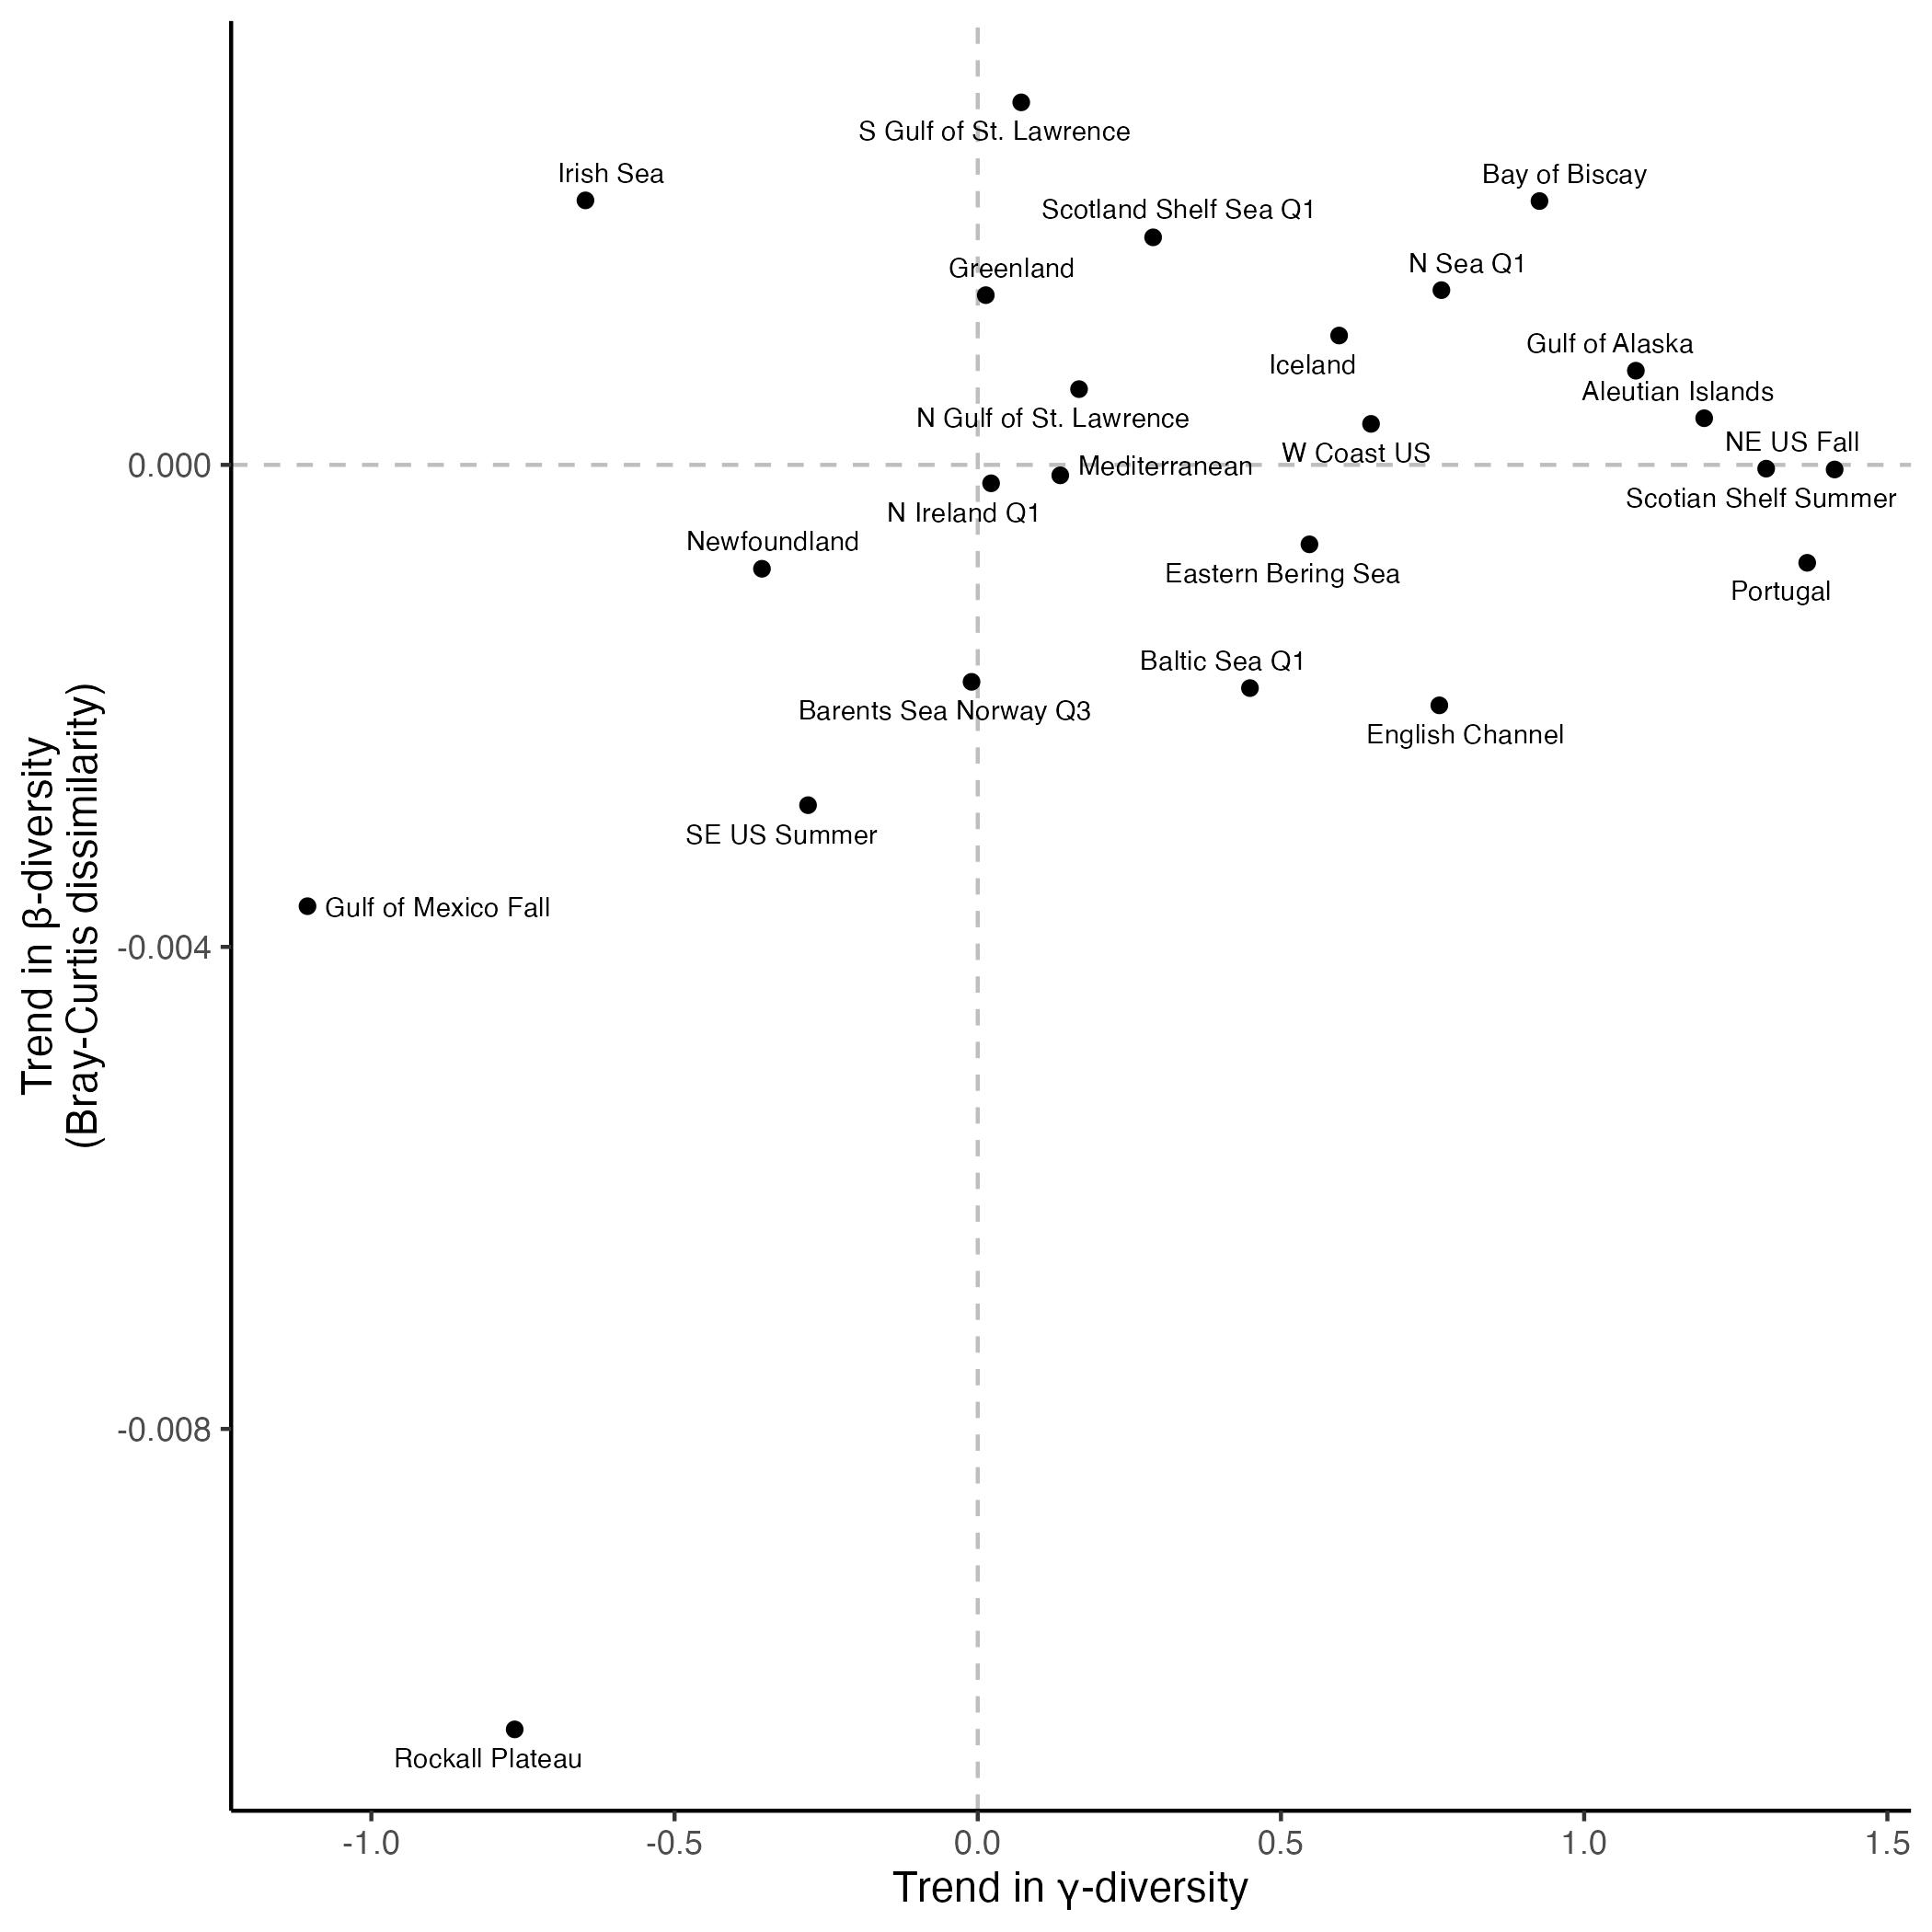 S Gulf of St. Lawrence
Irish Sea
Bay of Biscay
Scotland Shelf Sea Q1
Greenland
N Sea Q1
Iceland
Gulf of Alaska
Aleutian Islands
N Gulf of St. Lawrence
W Coast US
NE US Fall
0.000
Mediterranean
Scotian Shelf Summer
N Ireland Q1
Newfoundland
Eastern Bering Sea
Portugal
Baltic Sea Q1
Barents Sea Norway Q3
English Channel
SE US Summer
Gulf of Mexico Fall
-0.004
Trend in β-diversity
(Bray-Curtis dissimilarity)
-0.008
Rockall Plateau
-1.0
-0.5
0.0
0.5
1.0
1.5
Trend in γ-diversity